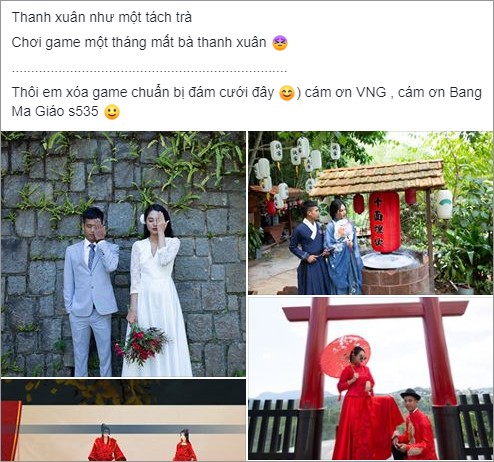 Thanh xuân như một tách trà
Chơi game một tháng mất bà thanh xuân 😈
..........................................................................
Thôi em xóa game chuẩn bị đám cưới đây 😊) cám ơn VNG , cám ơn Bang
Ma Giáo s535 🙂
十面埋伏